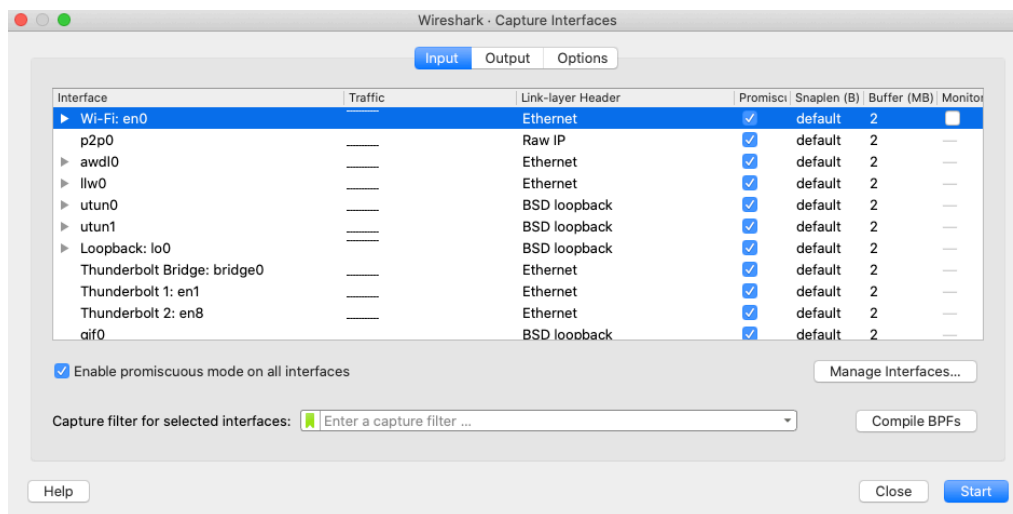 Wireshark · Capture Interfaces
Input Output Options
Interface Traffic Link-layer Header Promisci Snaplen (B) Buffer (MB) Monitor
Wi-Fi: en0 Ethernet default 2
p2p0 Raw IP default 2 —
awdl0 Ethernet default 2 —
llw0 Ethernet default 2 —
utun0 BSD loopback default 2 —
utun1 BSD loopback default 2 —
Loopback: lo0 BSD loopback default 2 —
Thunderbolt Bridge: bridge0 Ethernet default 2 —
Thunderbolt 1: en1 Ethernet default 2 —
Thunderbolt 2: en8 Ethernet default 2 —
gif0 BSD loopback default 2 —
Enable promiscuous mode on all interfaces Manage Interfaces...
Capture filter for selected interfaces: Enter a capture filter ... Compile BPFs
Help Close Start